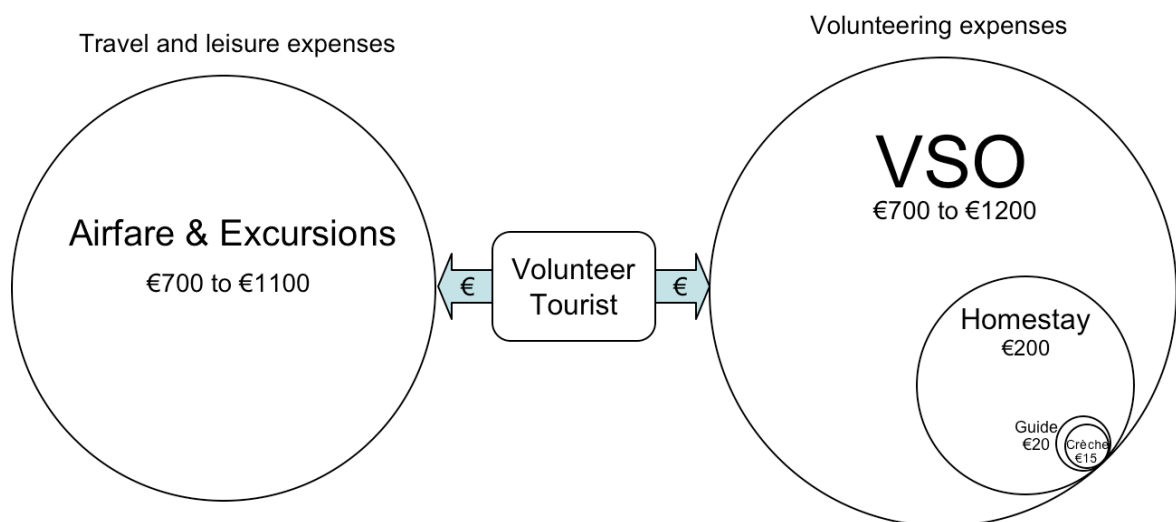 Travel and leisure expenses
Airfare & Excursions
€700 to €1100
€
Volunteer
Tourist
€
Volunteering expenses
VSO
€700 to €1200
Homestay
€200
Guide
€20
Crèche
€15